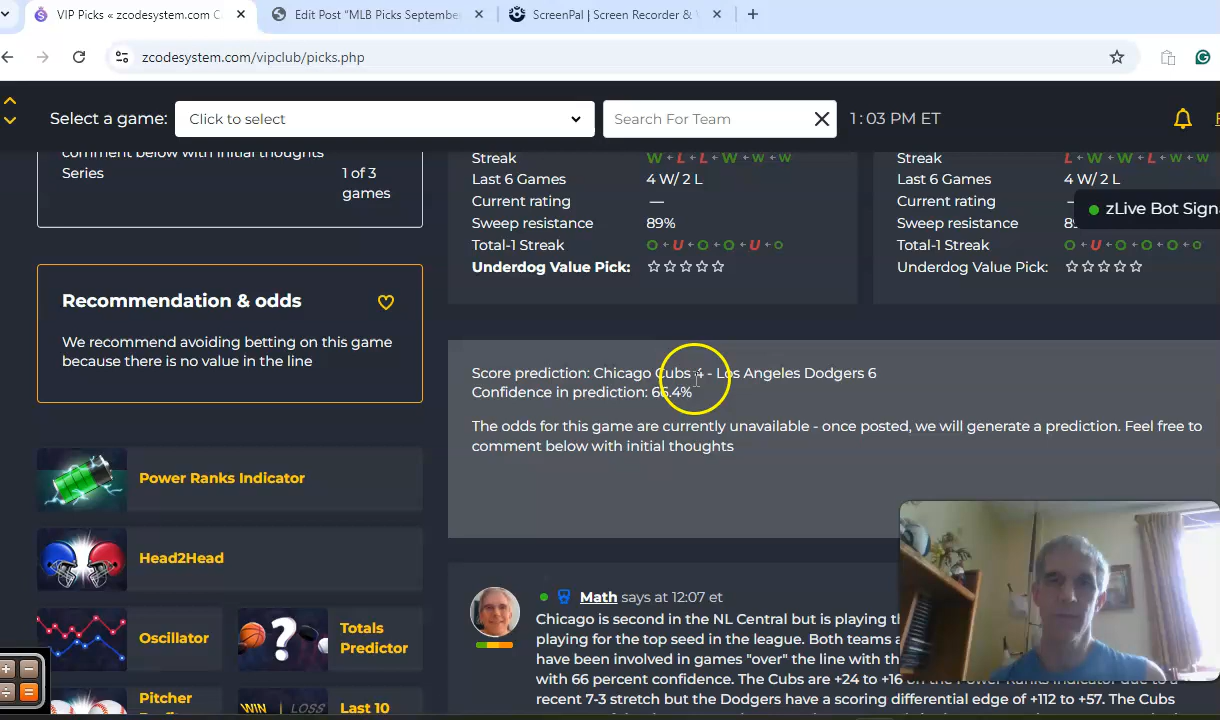 VIP Picks « zcodesystem.com C
Edit Post “MLB Picks September
ScreenPal | Screen Recorder &
zcodesystem.com/vipclub/picks.php
Select a game:
Click to select
Search For Team
1:03 PM ET
comment below with initial thoughts
Series
1 of 3
games
Streak
W L L W W W
Last 6 Games
4 W/ 2 L
Current rating
—
Sweep resistance
89%
Total-1 Streak
O U O O U O
Underdog Value Pick:
Streak
L W W L W W
Last 6 Games
4 W/ 2 L
Current rating
Sweep resistance
Total-1 Streak
O U O O O O
Underdog Value Pick:
zLive Bot Signa
Recommendation & odds
We recommend avoiding betting on this game
because there is no value in the line
Score prediction: Chicago Cubs 4 - Los Angeles Dodgers 6
Confidence in prediction: 66.4%
The odds for this game are currently unavailable - once posted, we will generate a prediction. Feel free to
comment below with initial thoughts
Power Ranks Indicator
Head2Head
Oscillator
Totals
Predictor
Pitcher
WIN LOSS
Last 10
Math says at 12:07 et
Chicago is second in the NL Central but is playing
playing for the top seed in the league. Both teams
have been involved in games "over" the line with
with 66 percent confidence. The Cubs are +24 to +16
recent 7-3 stretch but the Dodgers have a scoring differential edge of +112 to +57. The Cubs